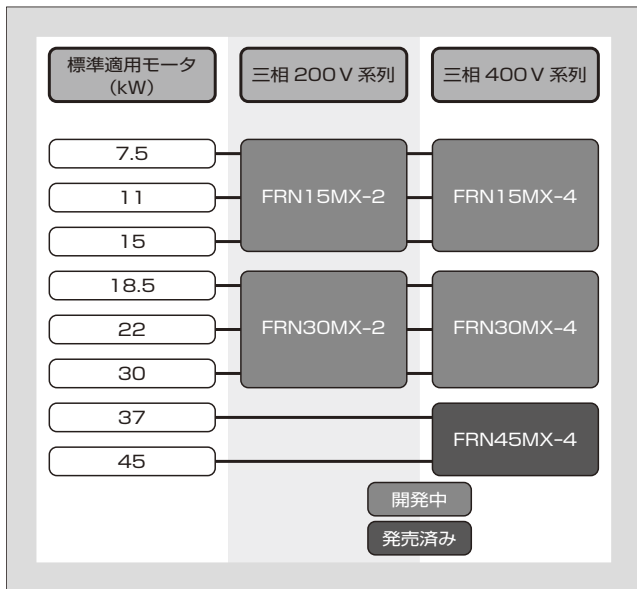 標準適用モータ
(kW)
三相 200 V 系列
三相 400 V 系列
7.5
11
15
FRN15MX-2
FRN15MX-4
18.5
22
30
FRN30MX-2
FRN30MX-4
37
45
FRN45MX-4
開発中
発売済み